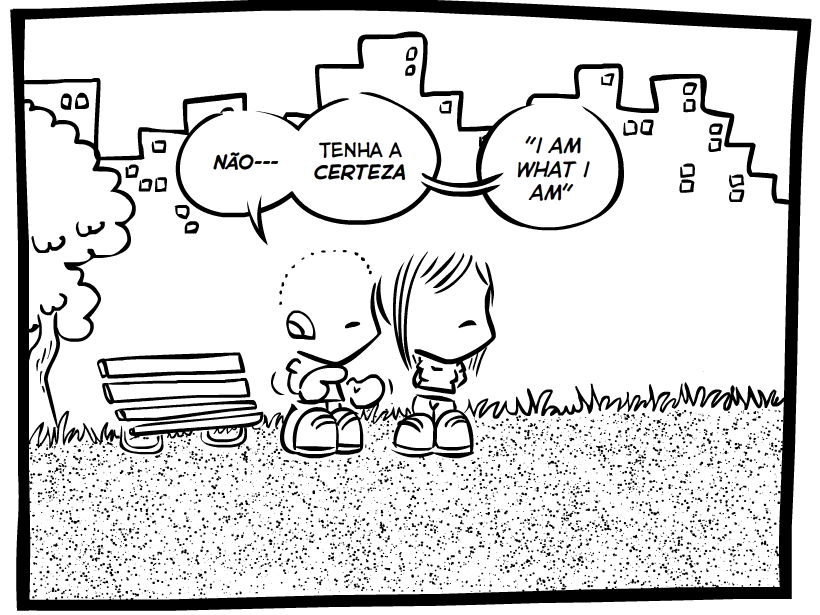 NÃO---
TENHA A
CERTEZA
"I AM
WHAT I
AM"